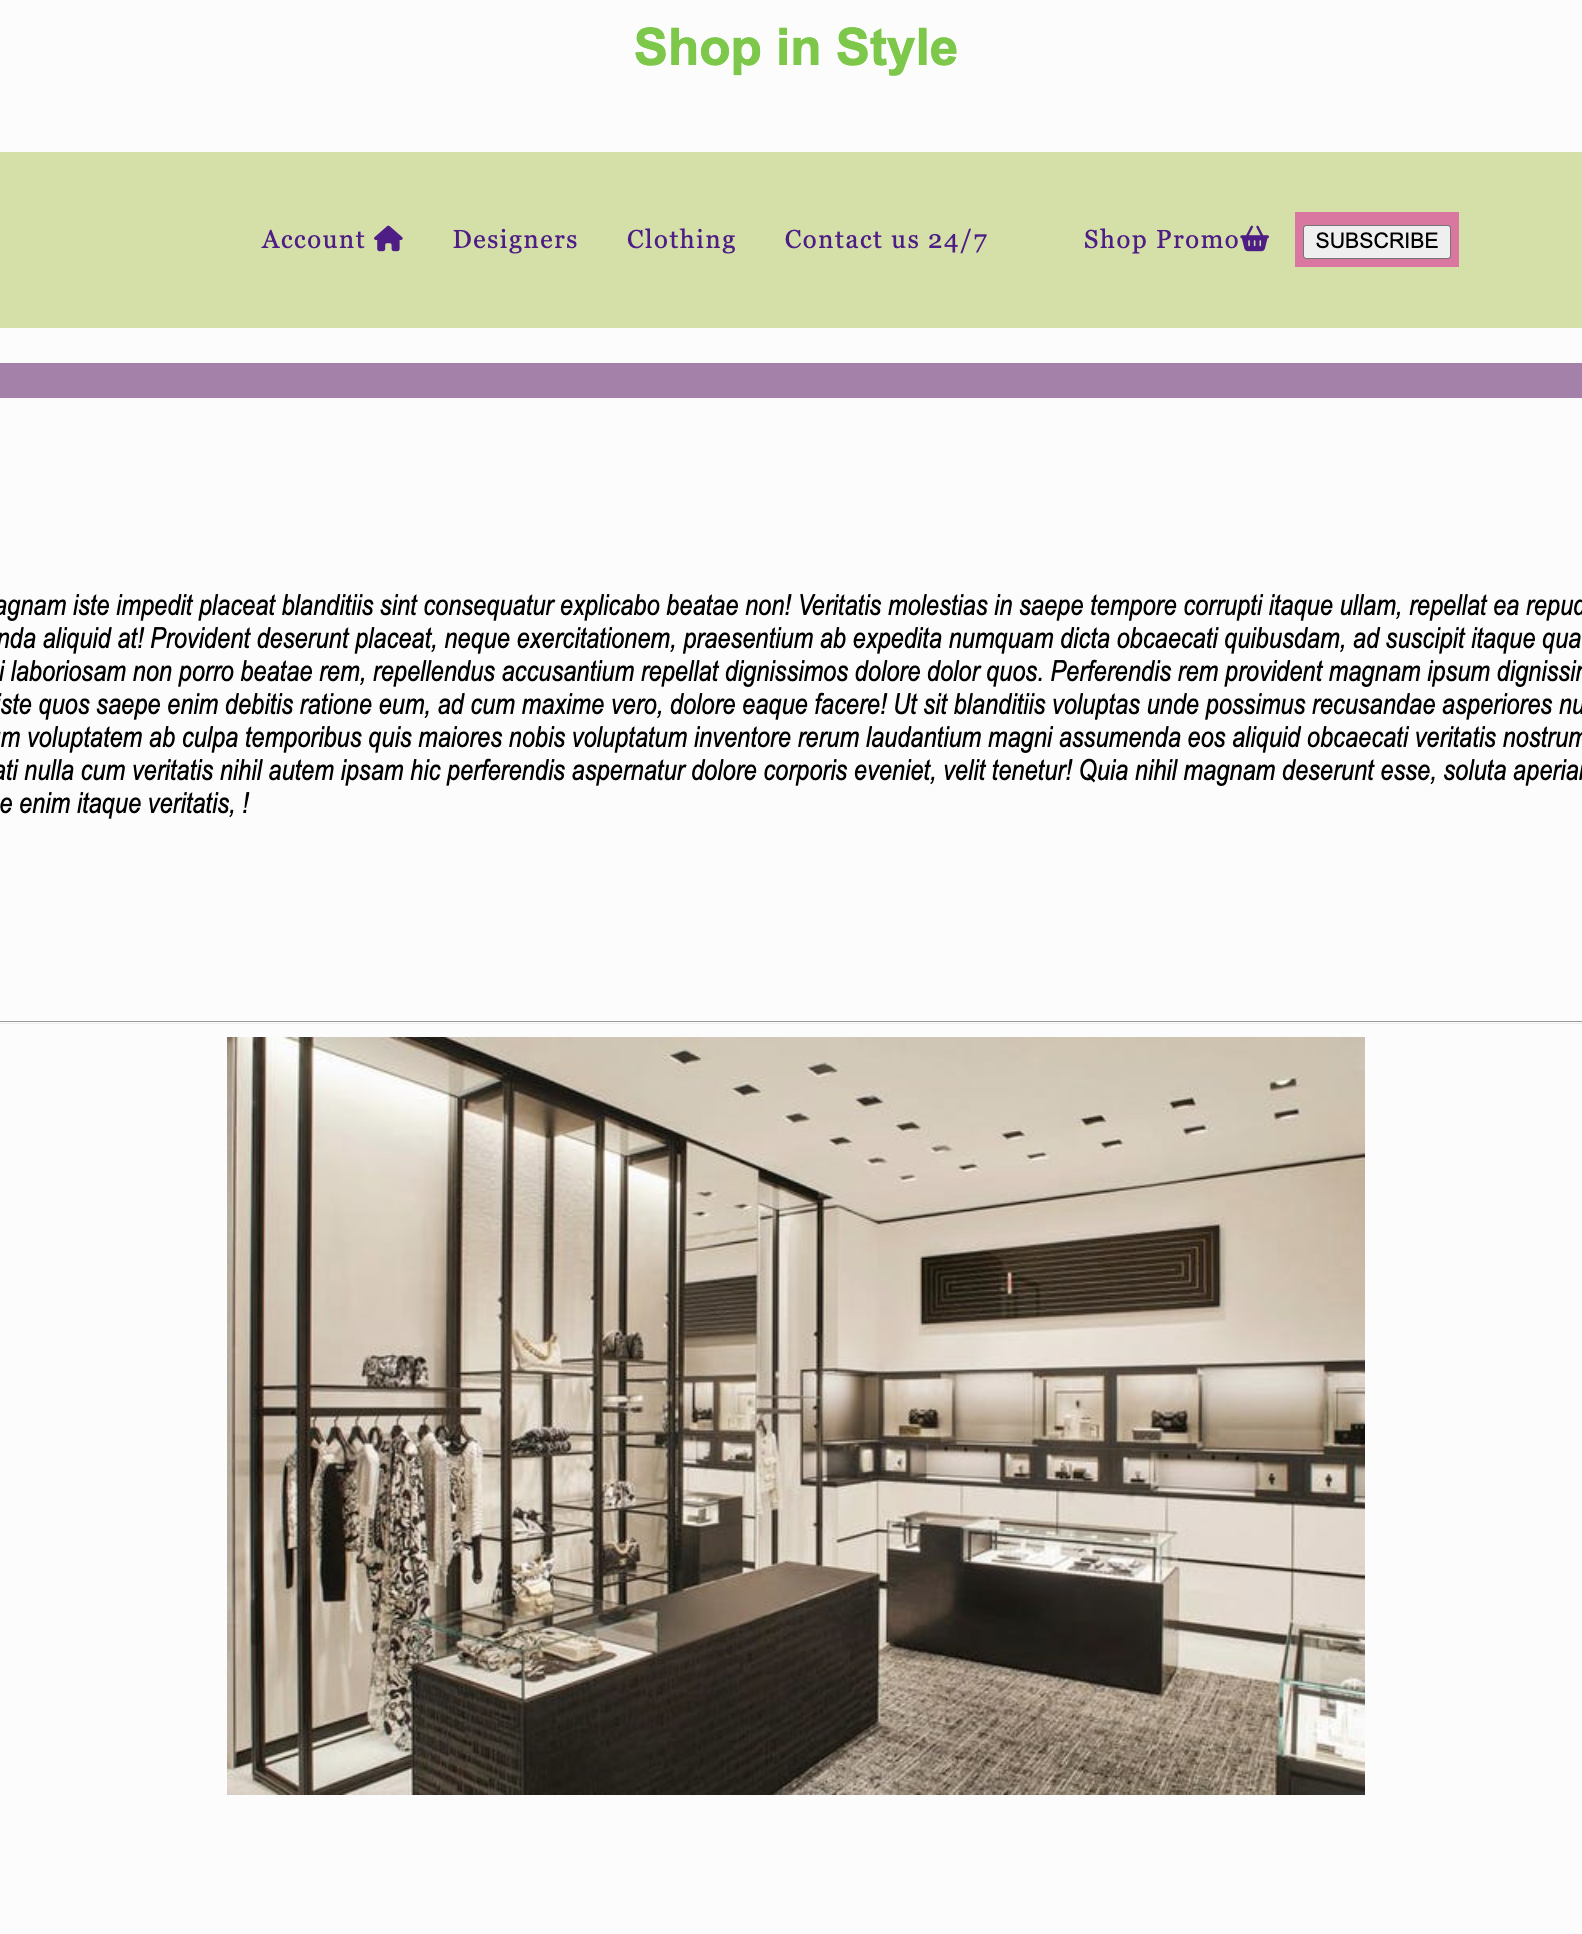 Shop in Style
Account Designers Clothing Contact us 24/7 Shop Promo SUBSCRIBE
agnam iste impedit placeat blanditiis sint consequatur explicabo beatae non! Veritatis molestias in saepe tempore corrupti itaque ullam, repellat ea repud
nda aliquid at! Provident deserunt placeat, neque exercitationem, praesentium ab expedita numquam dicta obcaecati quibusdam, ad suscipit itaque qua
i laboriosam non porro beatae rem, repellendus accusantium repellat dignissimos dolore dolor quos. Perferendis rem provident magnam ipsum dignissin
iste quos saepe enim debitis ratione eum, ad cum maxime vero, dolore eaque facere! Ut sit blanditiis voluptas unde possimus recusandae asperiores nu
m voluptatem ab culpa temporibus quis maiores nobis voluptatum inventore rerum laudantium magni assumenda eos aliquid obcaecati veritatis nostrum
ati nulla cum veritatis nihil autem ipsam hic perferendis aspernatur dolore corporis eveniet, velit tenetur! Quia nihil magnam deserunt esse, soluta aperia
e enim itaque veritatis, !